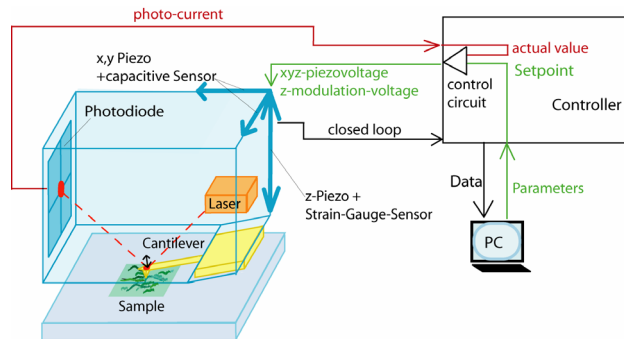 photo-current
x,y Piezo
+capacitive Sensor
actual value
xyz-piezovoltage
z-modulation-voltage
Setpoint
control
circuit
Controller
Photodiode
closed loop
Laser
z-Piezo +
Strain-Gauge-Sensor
Data
Parameters
Cantilever
PC
Sample